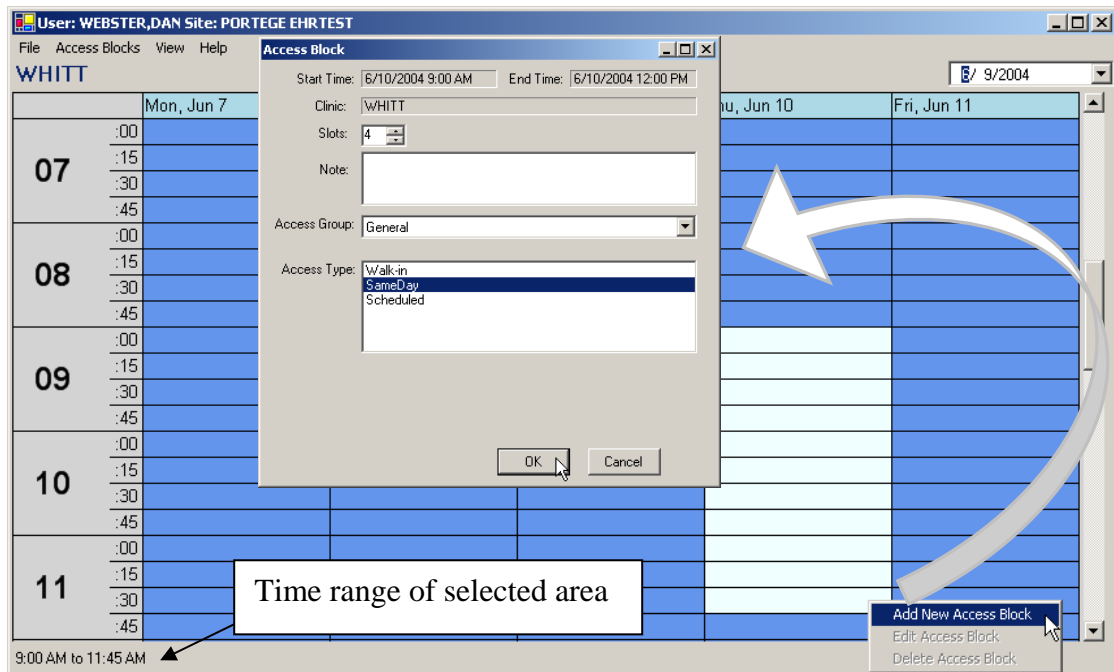 User: WEBSTER,DAN Site: PORTEGE EHRTEST
File Access Blocks View Help
WHITT
6/ 9/2004
Access Block
Start Time: 6/10/2004 9:00 AM End Time: 6/10/2004 12:00 PM
Clinic: WHITT
Slots: 4
Note:
Access Group: General
Access Type: Walk-in
SameDay
Scheduled
OK Cancel
Mon, Jun 7 hu, Jun 10 Fri, Jun 11
07 :00
:15
:30
:45
08 :00
:15
:30
:45
09 :00
:15
:30
:45
10 :00
:15
:30
:45
11 :00
:15
:30
:45
Time range of selected area
Add New Access Block
Edit Access Block
Delete Access Block
9:00 AM to 11:45 AM